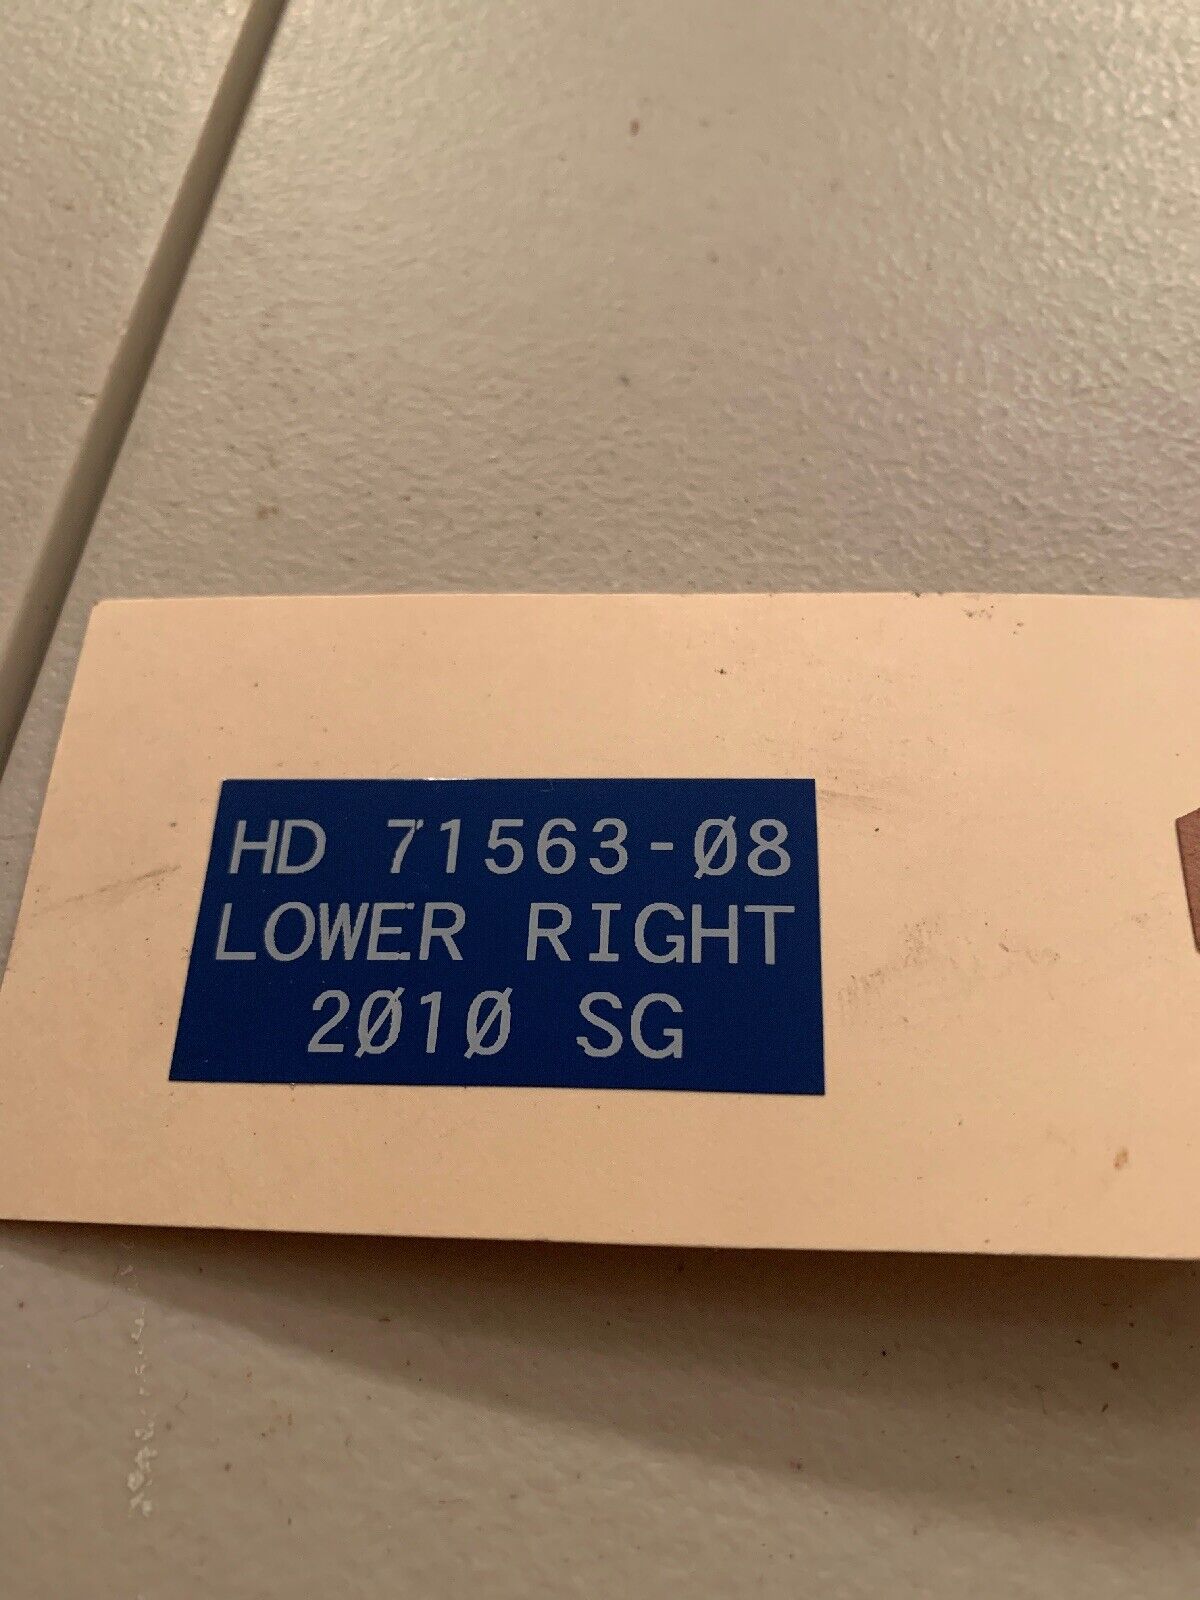 HD 71563-Ø8
LOWER RIGHT
2Ø1Ø SG